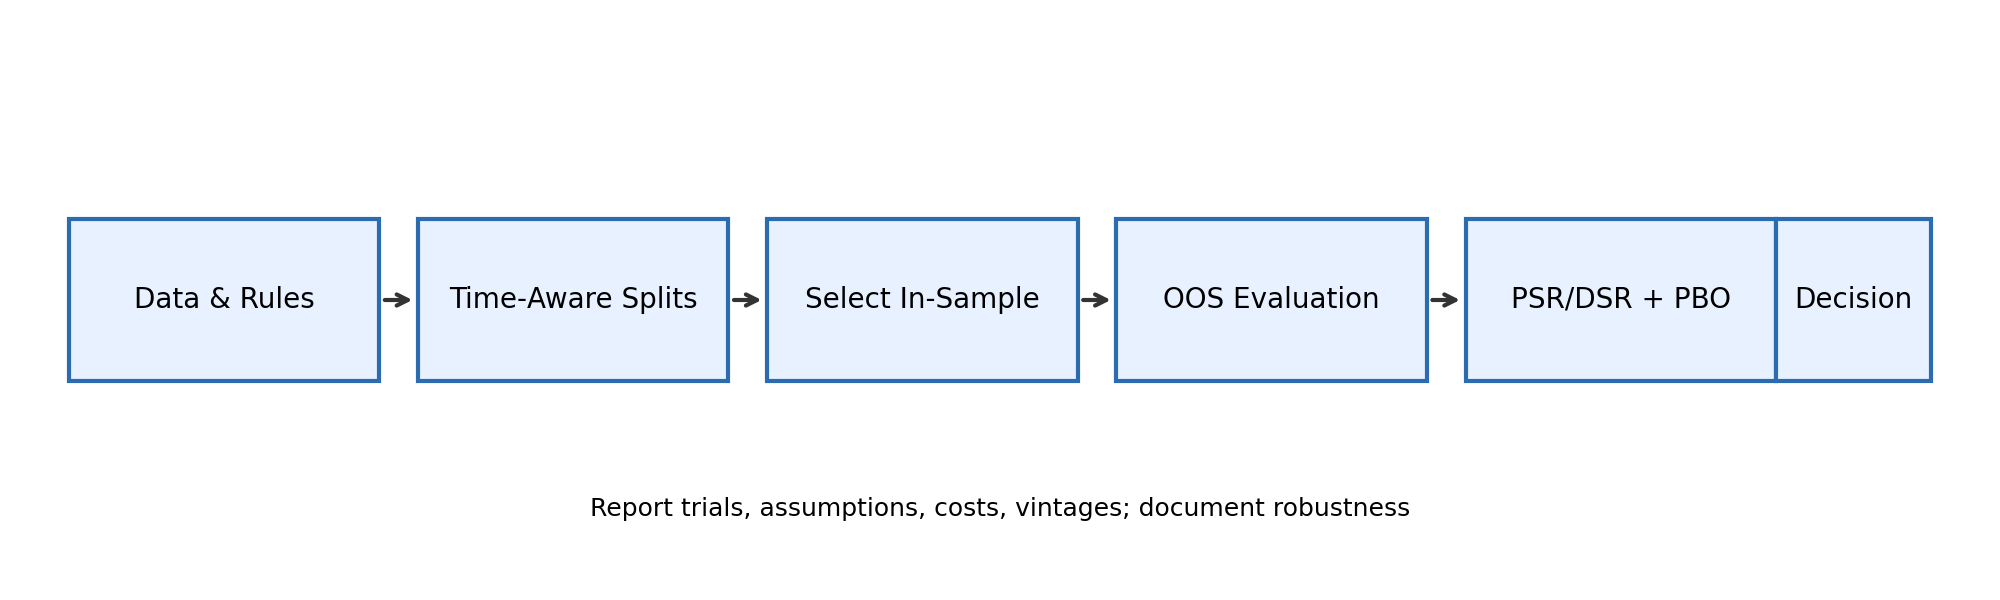 Data & Rules
Time-Aware Splits
Select In-Sample
OOS Evaluation
PSR/DSR + PBO
Decision
Report trials, assumptions, costs, vintages; document robustness